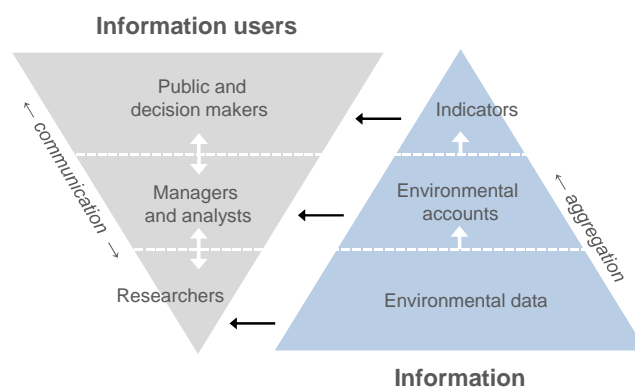 Information users
Public and
decision makers
Indicators
← communication →
Managers
and analysts
Environmental
accounts
← aggregation
Researchers
Environmental data
Information